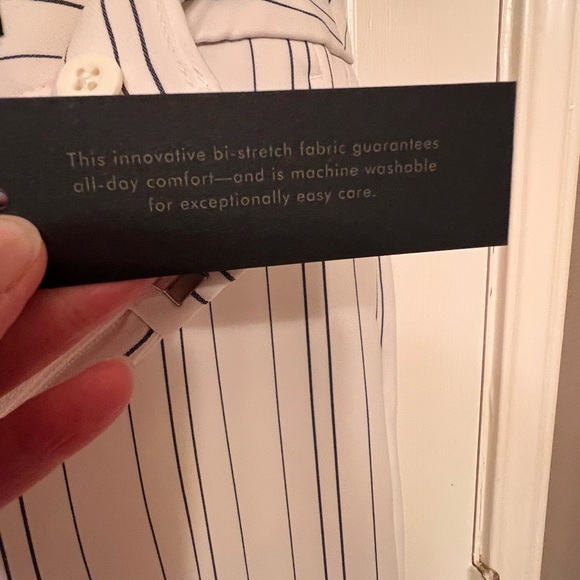 This innovative bi-stretch fabric guarantees
all-day comfort—and is machine washable
for exceptionally easy care.